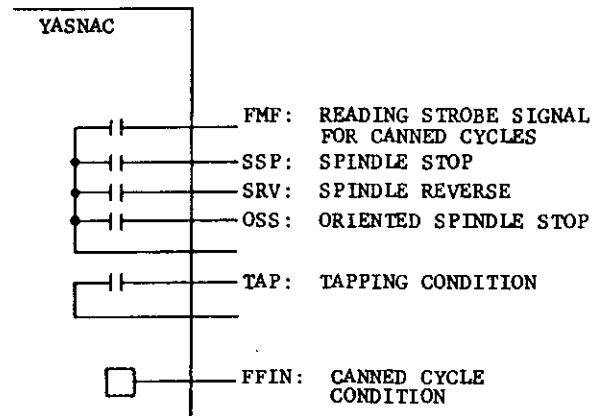 YASNAC
FMF: READING STROBE SIGNAL
FOR CANNED CYCLES
SSP: SPINDLE STOP
SRV: SPINDLE REVERSE
OSS: ORIENTED SPINDLE STOP
TAP: TAPPING CONDITION
FFIN: CANNED CYCLE
CONDITION